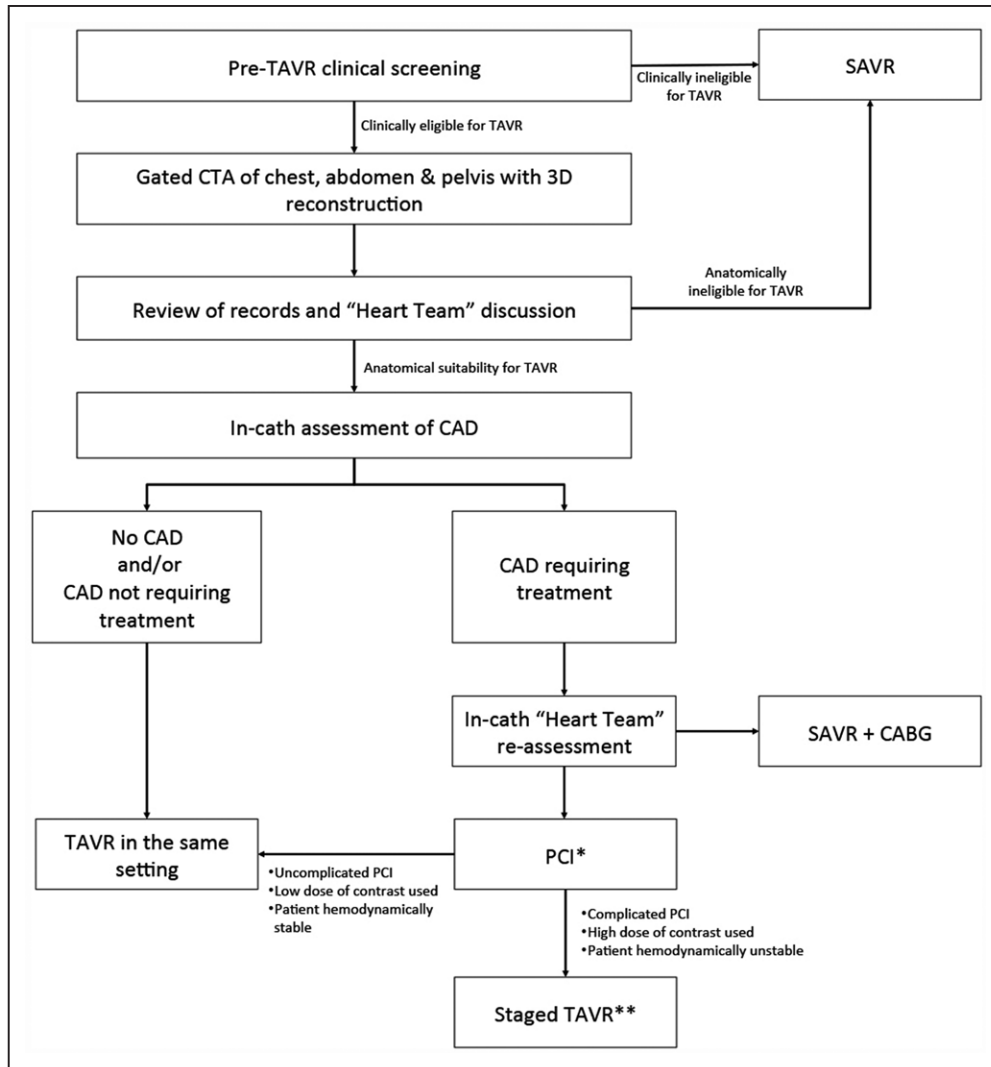 Pre-TAVR clinical screening
SAVR
Clinically ineligible
for TAVR
Clinically eligible for TAVR
Gated CTA of chest, abdomen & pelvis with 3D
reconstruction
Anatomically
ineligible for TAVR
Review of records and “Heart Team” discussion
Anatomical suitability for TAVR
In-cath assessment of CAD
No CAD
and/or
CAD not requiring
treatment
CAD requiring
treatment
In-cath “Heart Team”
re-assessment
SAVR + CABG
TAVR in the same
setting
PCI*
•Uncomplicated PCI
•Low dose of contrast used
•Patient hemodynamically
stable
•Complicated PCI
•High dose of contrast used
•Patient hemodynamically unstable
Staged TAVR**